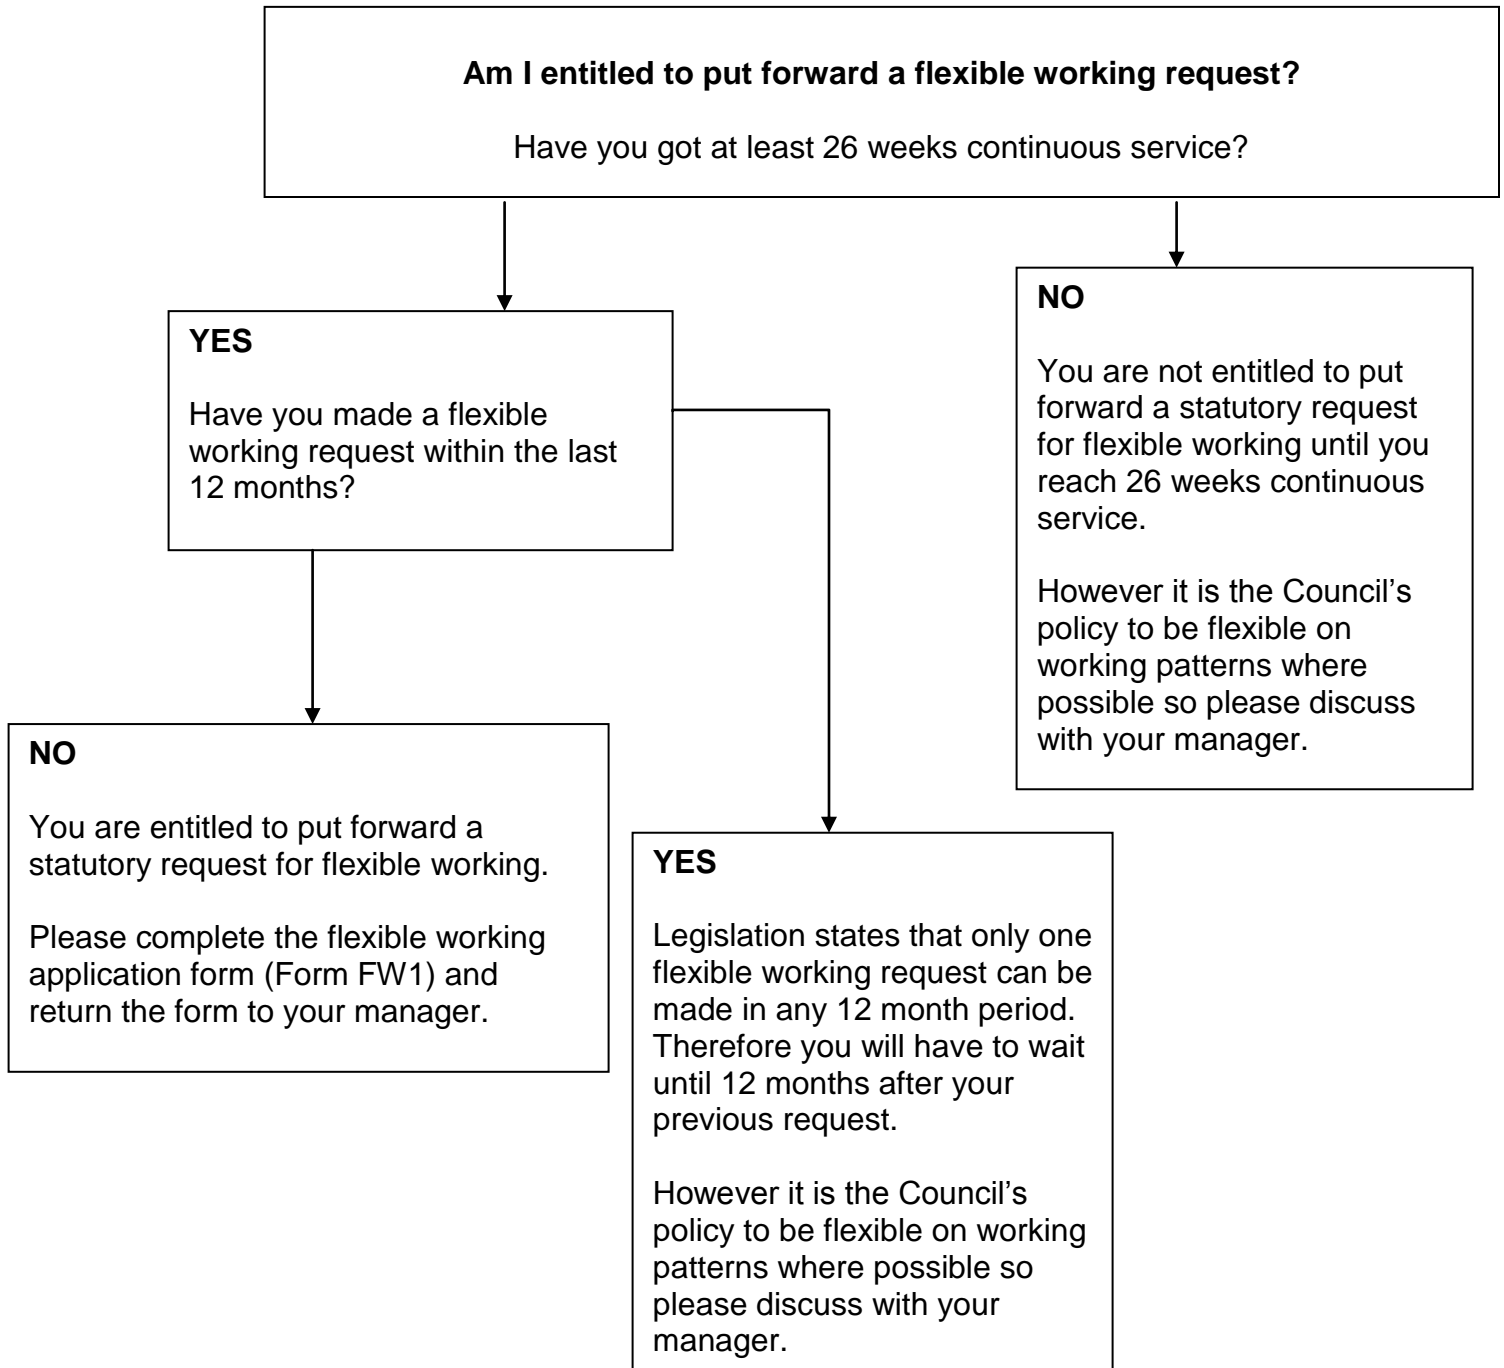 Am I entitled to put forward a flexible working request?
Have you got at least 26 weeks continuous service?
YES
Have you made a flexible
working request within the last
12 months?
NO
You are not entitled to put
forward a statutory request
for flexible working until you
reach 26 weeks continuous
service.
However it is the Council’s
policy to be flexible on
working patterns where
possible so please discuss
with your manager.
NO
You are entitled to put forward a
statutory request for flexible working.
Please complete the flexible working
application form (Form FW1) and
return the form to your manager.
YES
Legislation states that only one
flexible working request can be
made in any 12 month period.
Therefore you will have to wait
until 12 months after your
previous request.
However it is the Council’s
policy to be flexible on working
patterns where possible so
please discuss with your
manager.